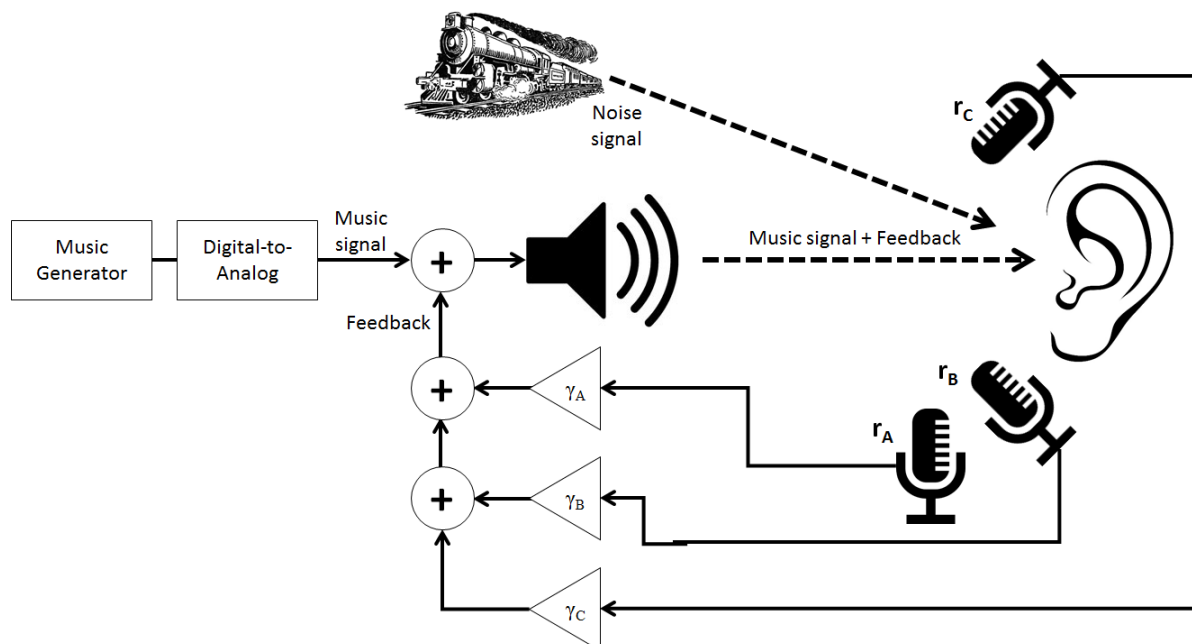 Noise
signal
r_C
Music
Generator
Digital-to-
Analog
Music
signal
+
Music signal + Feedback
Feedback
+
γ_A
r_B
r_A
+
γ_B
γ_C